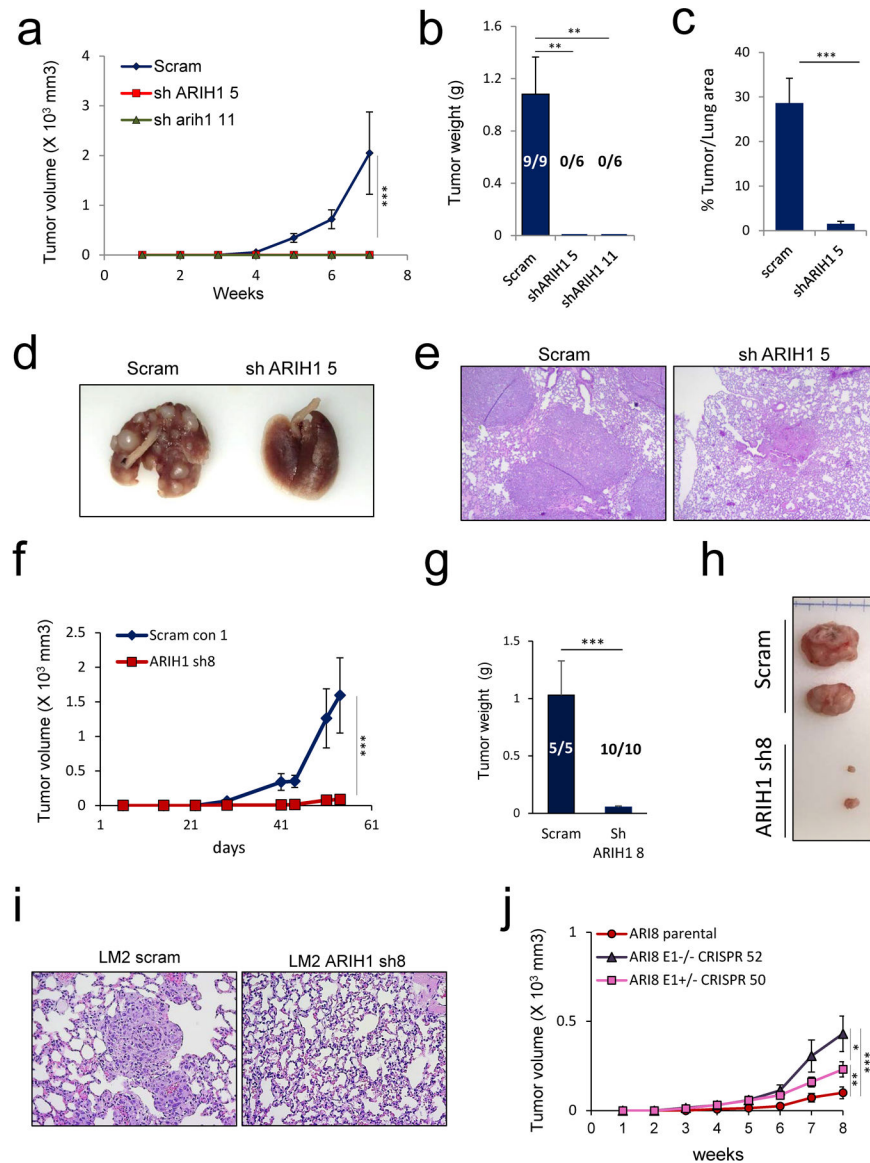 a
4
3
2
1
0
Tumor volume (X 10³ mm3)
Scram
sh ARIH1 5
sh arih1 11
***
0 2 4 6 8
Weeks
b
1.6
1.2
0.8
0.4
0
Tumor weight (g)
**
**
9/9 0/6 0/6
Scram
shARIH1 5
shARIH1 11
c
40
30
20
10
0
% Tumor/Lung area
***
scram
shARIH1 5
d
Scram sh ARIH1 5
e
Scram sh ARIH1 5
f
2.5
2
1.5
1
0.5
0
Tumor volume (X 10³ mm3)
Scram con 1
ARIH1 sh8
***
1 21 41 61
days
g
1.5
1
0.5
0
Tumor weight (g)
***
5/5 10/10
Scram Sh
ARIH1 8
h
Scram
ARIH1 sh8
i
LM2 scram LM2 ARIH1 sh8
j
1
0.5
0
Tumor volume (X 10³ mm3)
ARI8 parental
ARI8 E1-/- CRISPR 52
ARI8 E1+/- CRISPR 50
*
**
***
0 1 2 3 4 5 6 7 8
weeks